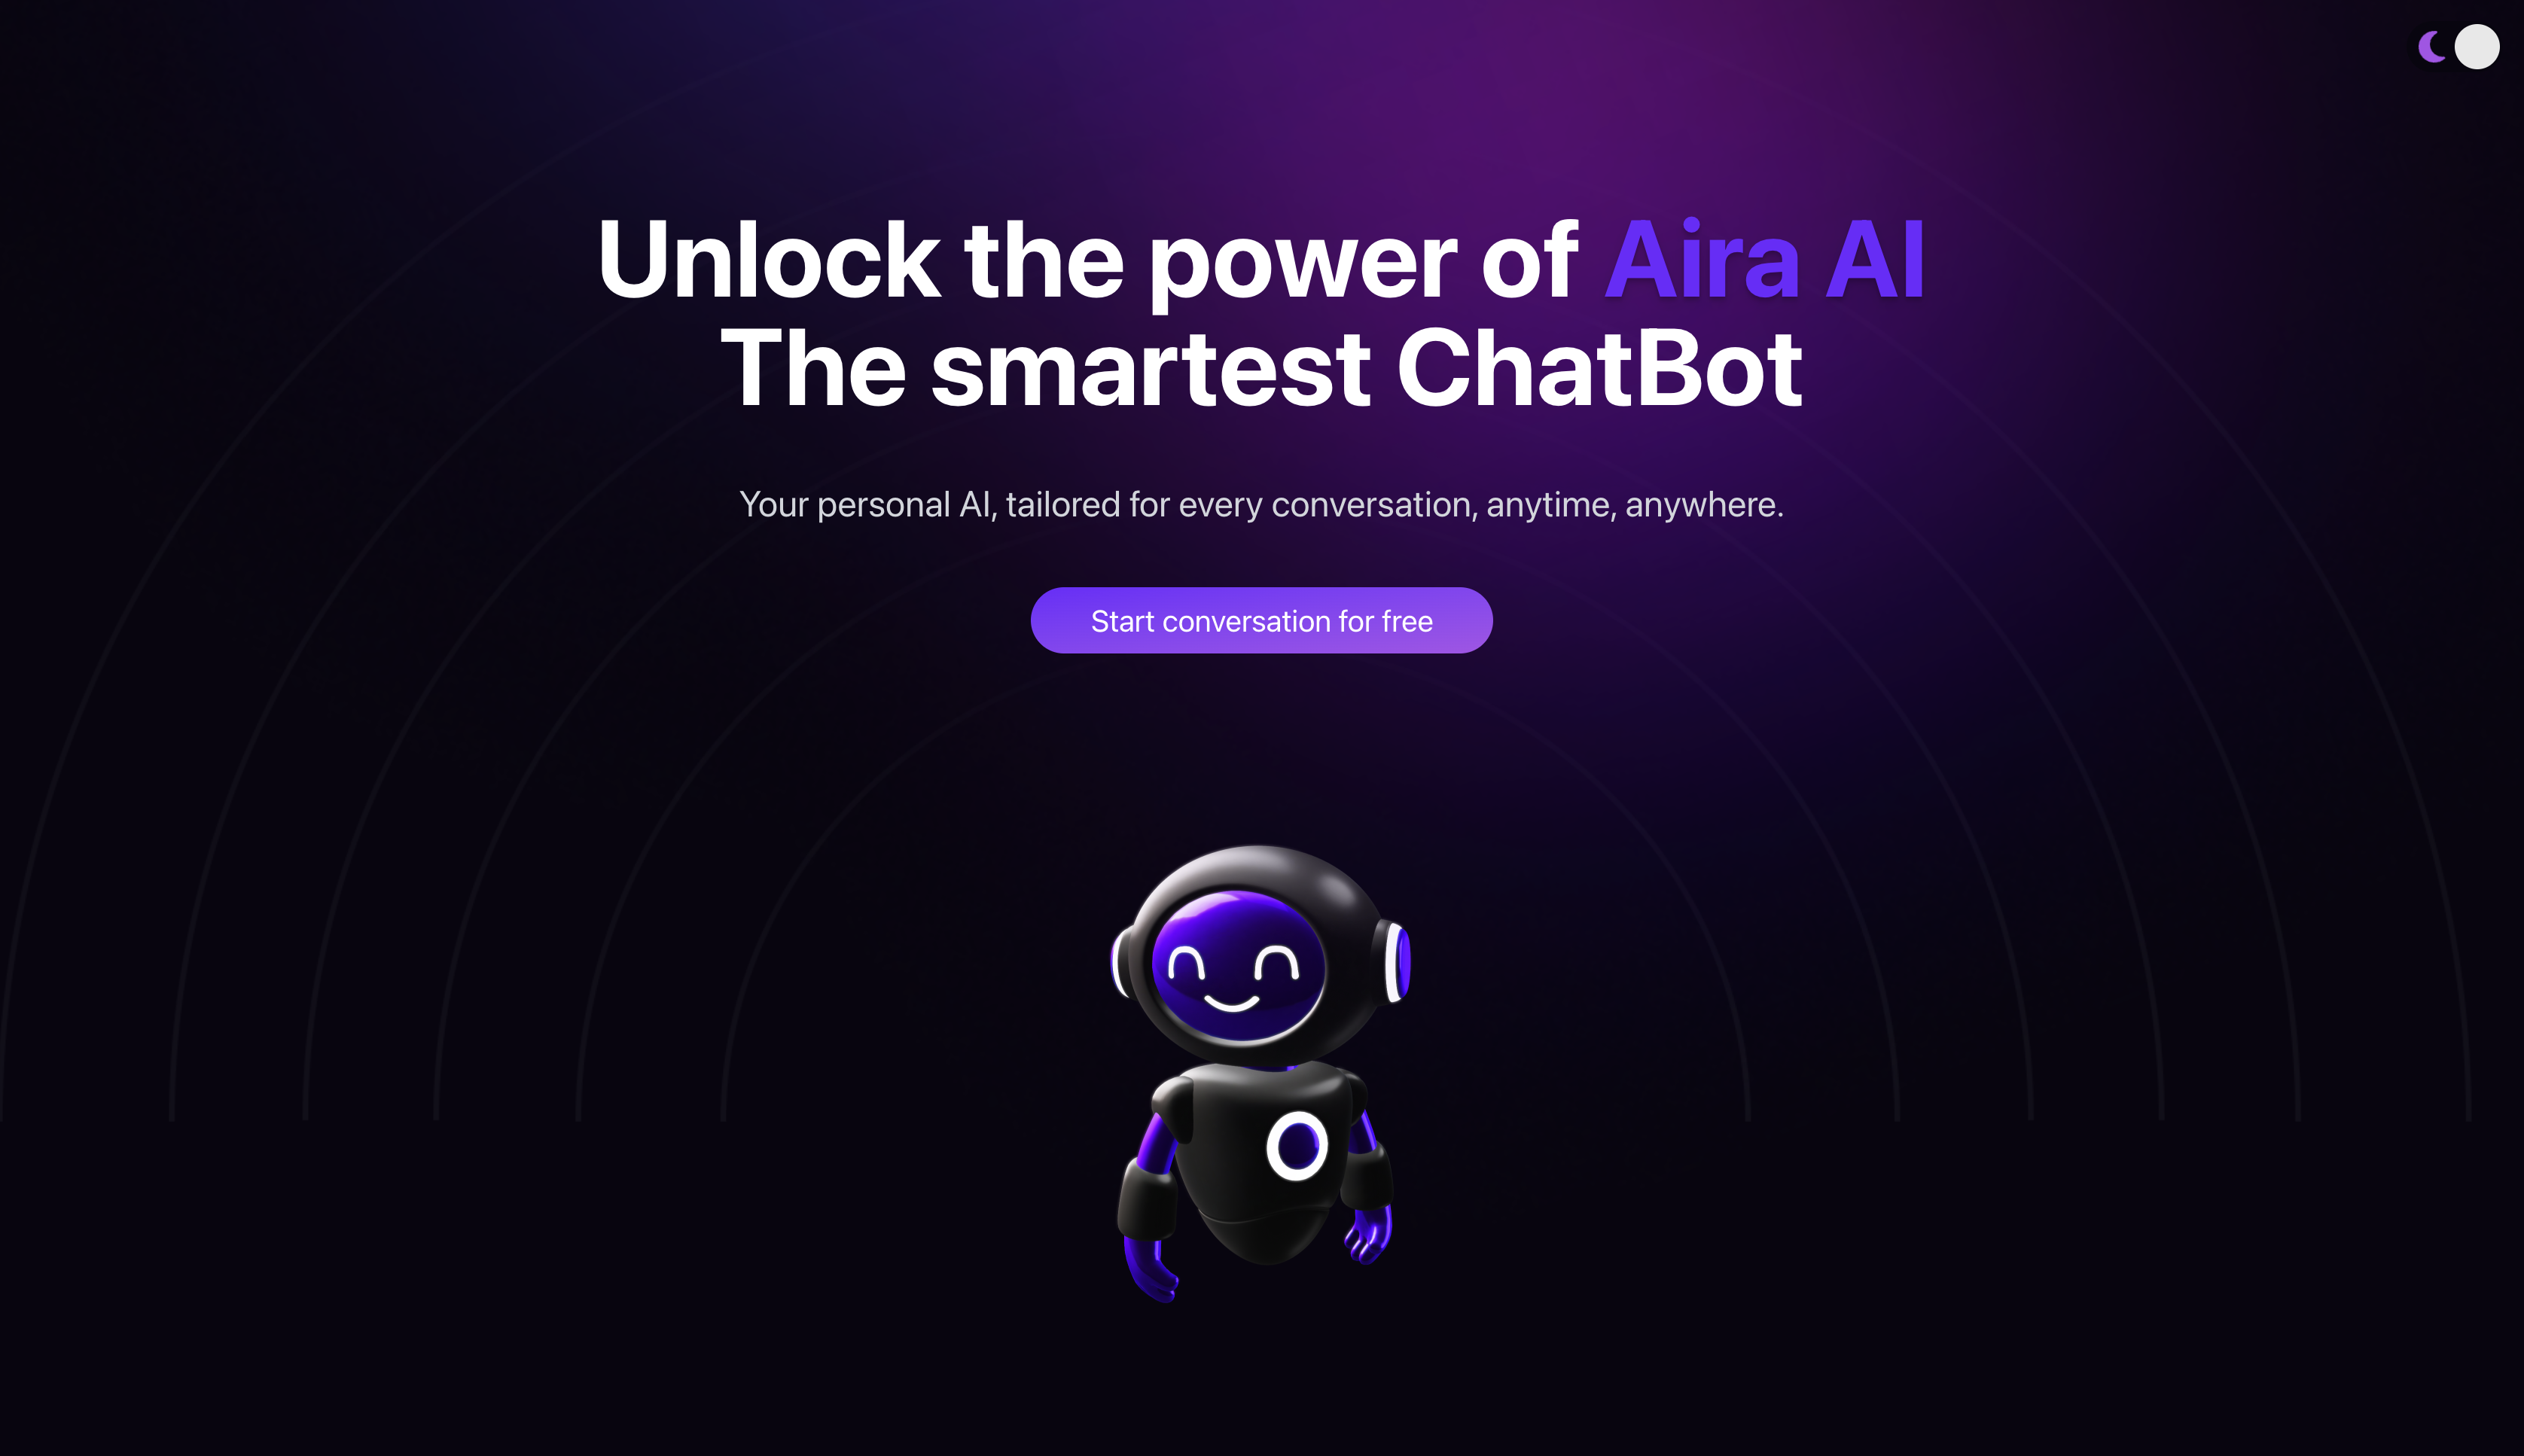 Unlock the power of Aira AI
The smartest ChatBot
Your personal AI, tailored for every conversation, anytime, anywhere.
Start conversation for free